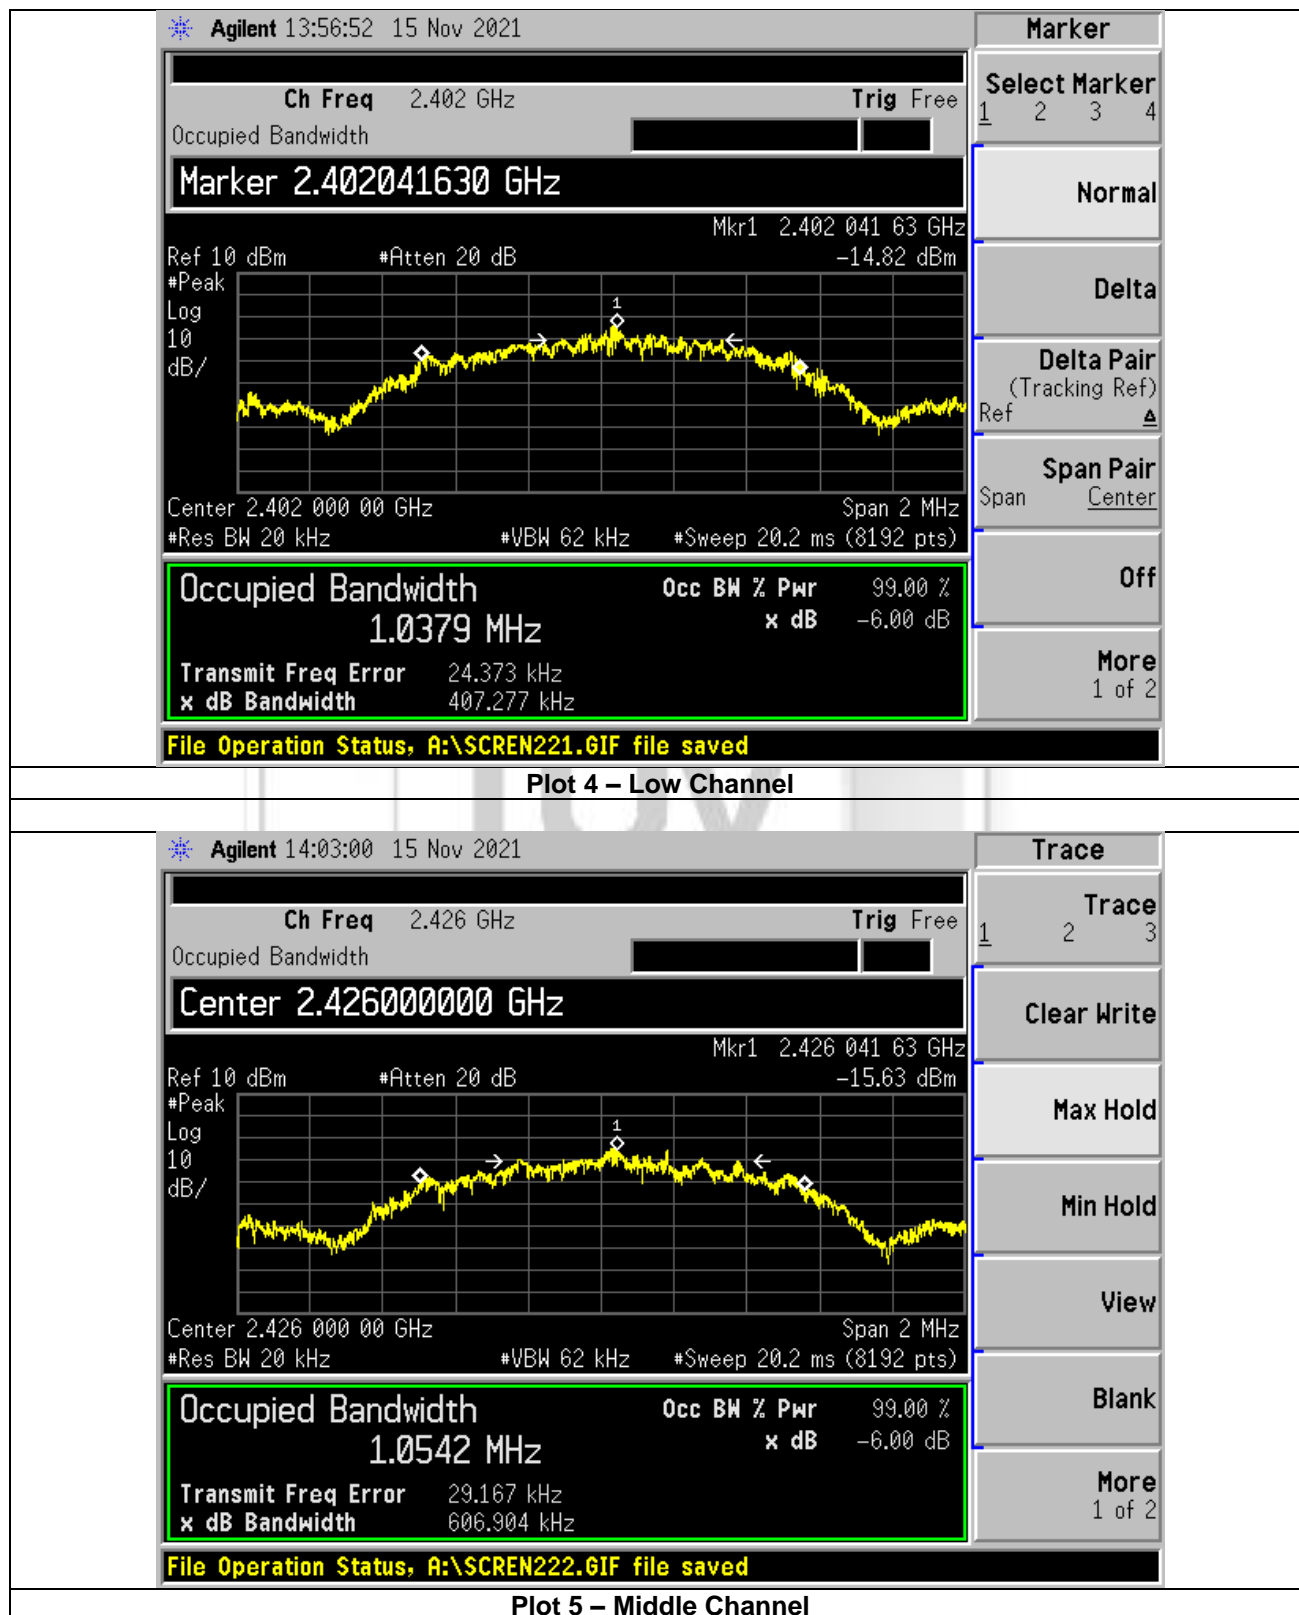 Agilent 13:56:52 15 Nov 2021
Marker
Ch Freq 2.402 GHz
Trig Free
Occupied Bandwidth
Select Marker
1 2 3 4
Marker 2.402041630 GHz
Normal
Mkr1 2.402 041 63 GHz
Ref 10 dBm #Atten 20 dB -14.82 dBm
#Peak
Log
10
dB/
1
Delta
Delta Pair
(Tracking Ref)
Ref Δ
Span Pair
Span Center
Center 2.402 000 00 GHz Span 2 MHz
#Res BW 20 kHz #VBW 62 kHz #Sweep 20.2 ms (8192 pts)
Off
Occupied Bandwidth
1.0379 MHz
Occ BW % Pwr 99.00 %
x dB -6.00 dB
Transmit Freq Error 24.373 kHz
x dB Bandwidth 407.277 kHz
More
1 of 2
File Operation Status, A:\SCREN221.GIF file saved
Plot 4 – Low Channel
Agilent 14:03:00 15 Nov 2021
Trace
Ch Freq 2.426 GHz
Trig Free
Occupied Bandwidth
Trace
1 2 3
Center 2.426000000 GHz
Clear Write
Mkr1 2.426 041 63 GHz
Ref 10 dBm #Atten 20 dB -15.63 dBm
#Peak
Log
10
dB/
1
Max Hold
Min Hold
View
Center 2.426 000 00 GHz Span 2 MHz
#Res BW 20 kHz #VBW 62 kHz #Sweep 20.2 ms (8192 pts)
Blank
Occupied Bandwidth
1.0542 MHz
Occ BW % Pwr 99.00 %
x dB -6.00 dB
Transmit Freq Error 29.167 kHz
x dB Bandwidth 606.904 kHz
More
1 of 2
File Operation Status, A:\SCREN222.GIF file saved
Plot 5 – Middle Channel